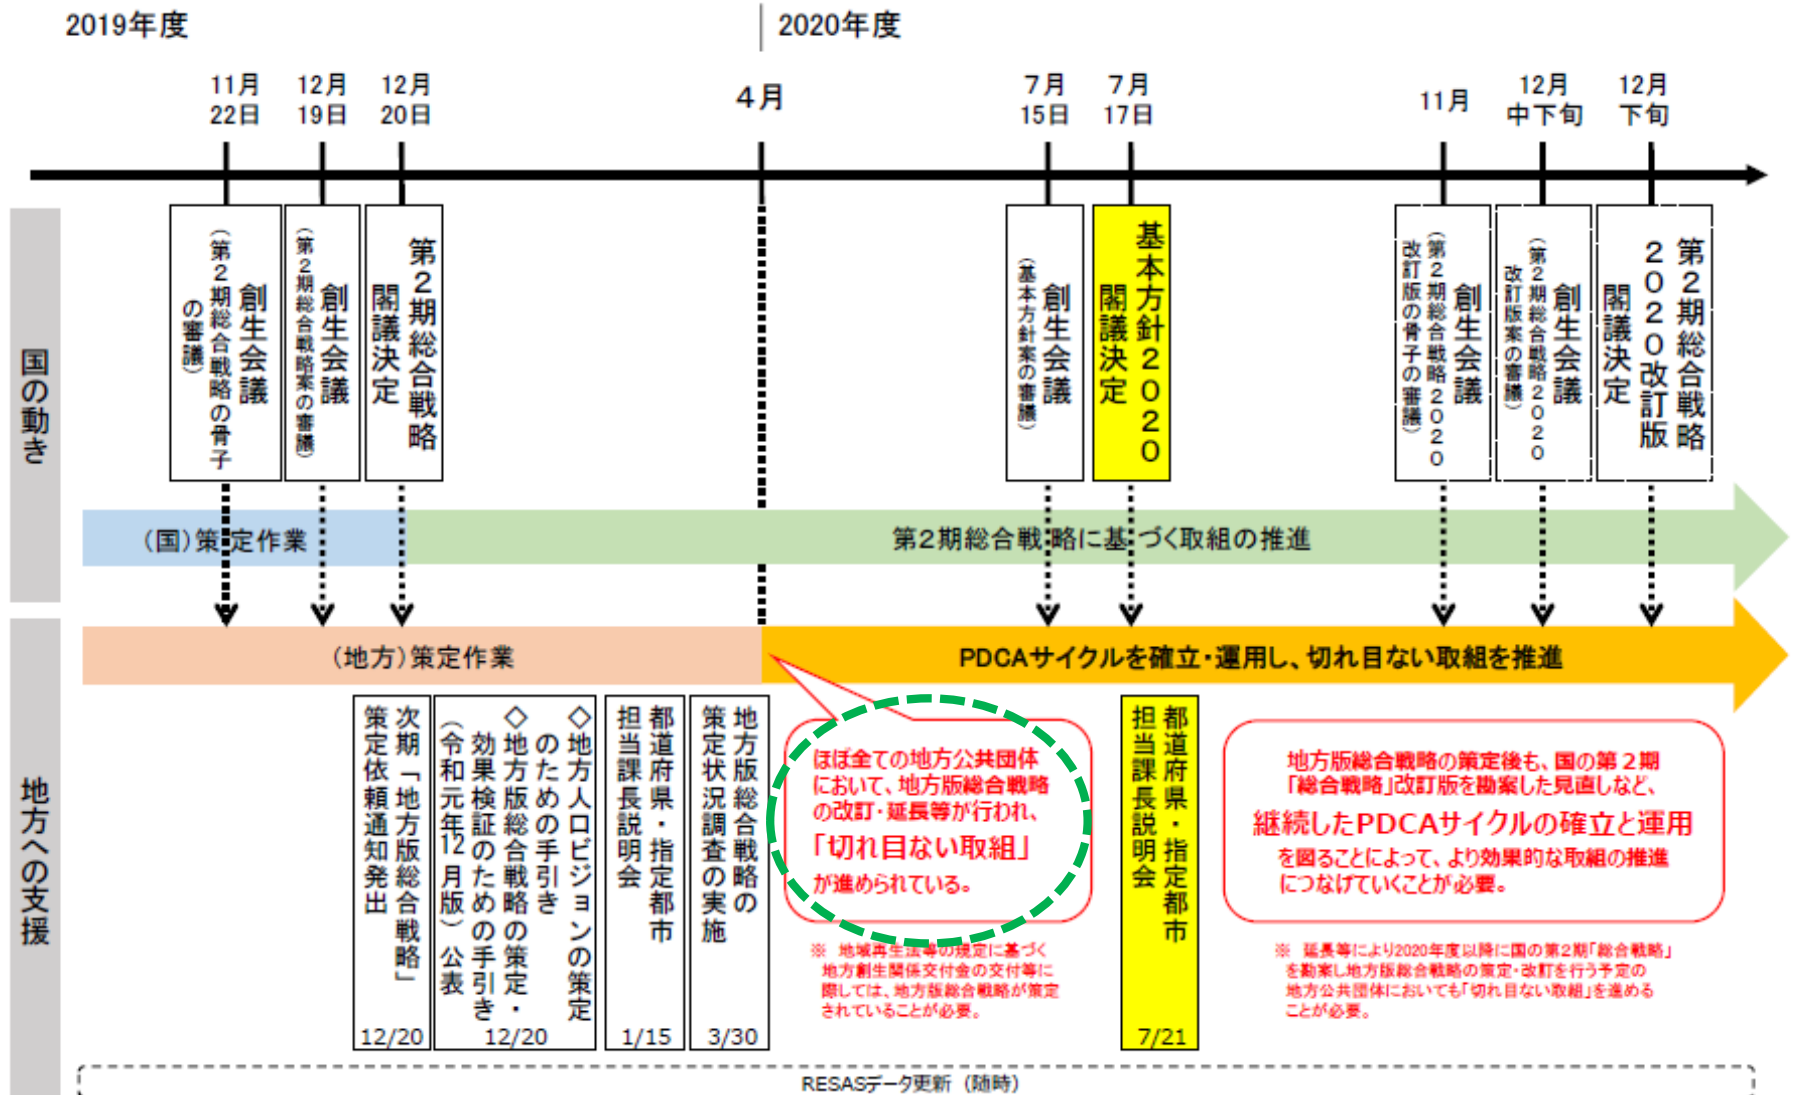 2019年度
2020年度
11月
22日
12月
19日
12月
20日
4月
7月
15日
7月
17日
11月
12月
中下旬
12月
下旬
国の動き
創生会議
(第2期総合戦略の骨子
の審議)
創生会議
(第2期総合戦略案の審議)
第2期総合戦略
閣議決定
創生会議
(基本方針案の審議)
基本方針2020
閣議決定
創生会議
(第2期総合戦略2020
改訂版の骨子の審議)
創生会議
(第2期総合戦略2020
改訂版案の審議)
第2期総合戦略
2020改訂版
閣議決定
(国)策定作業
第2期総合戦略に基づく取組の推進
地方への支援
(地方)策定作業
PDCAサイクルを確立・運用し、切れ目ない取組を推進
次期「地方版総合戦略」
策定依頼通知発出
12/20
◇地方人口ビジョンの策定
のための手引き
◇地方版総合戦略の策定・
効果検証のための手引き
(令和元年12月版)公表
12/20
都道府県・指定都市
担当課長説明会
1/15
地方版総合戦略の
策定状況調査の実施
3/30
ほぼ全ての地方公共団体
において、地方版総合戦略
の改訂・延長等が行われ、
「切れ目ない取組」
が進められている。
※ 地域再生法等の規定に基づく
地方創生関係交付金の交付等に
際しては、地方版総合戦略が策定
されていることが必要。
都道府県・指定都市
担当課長説明会
7/21
地方版総合戦略の策定後も、国の第2期
「総合戦略」改訂版を勘案した見直しなど、
継続したPDCAサイクルの確立と運用
を図ることによって、より効果的な取組の推進
につなげていくことが必要。
※ 延長等により2020年度以降に国の第2期「総合戦略」
を勘案し地方版総合戦略の策定・改訂を行う予定の
地方公共団体においても「切れ目ない取組」を進める
ことが必要。
RESASデータ更新(随時)